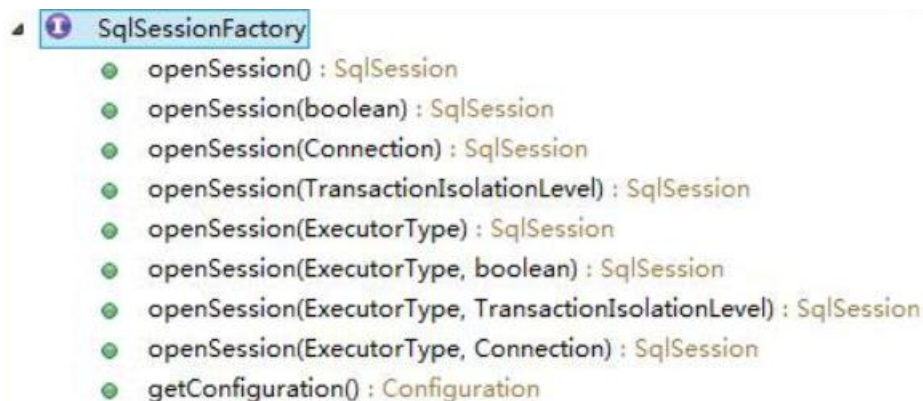 SqlSessionFactory
openSession() : SqlSession
openSession(boolean) : SqlSession
openSession(Connection) : SqlSession
openSession(TransactionIsolationLevel) : SqlSession
openSession(ExecutorType) : SqlSession
openSession(ExecutorType, boolean) : SqlSession
openSession(ExecutorType, TransactionIsolationLevel) : SqlSession
openSession(ExecutorType, Connection) : SqlSession
getConfiguration() : Configuration